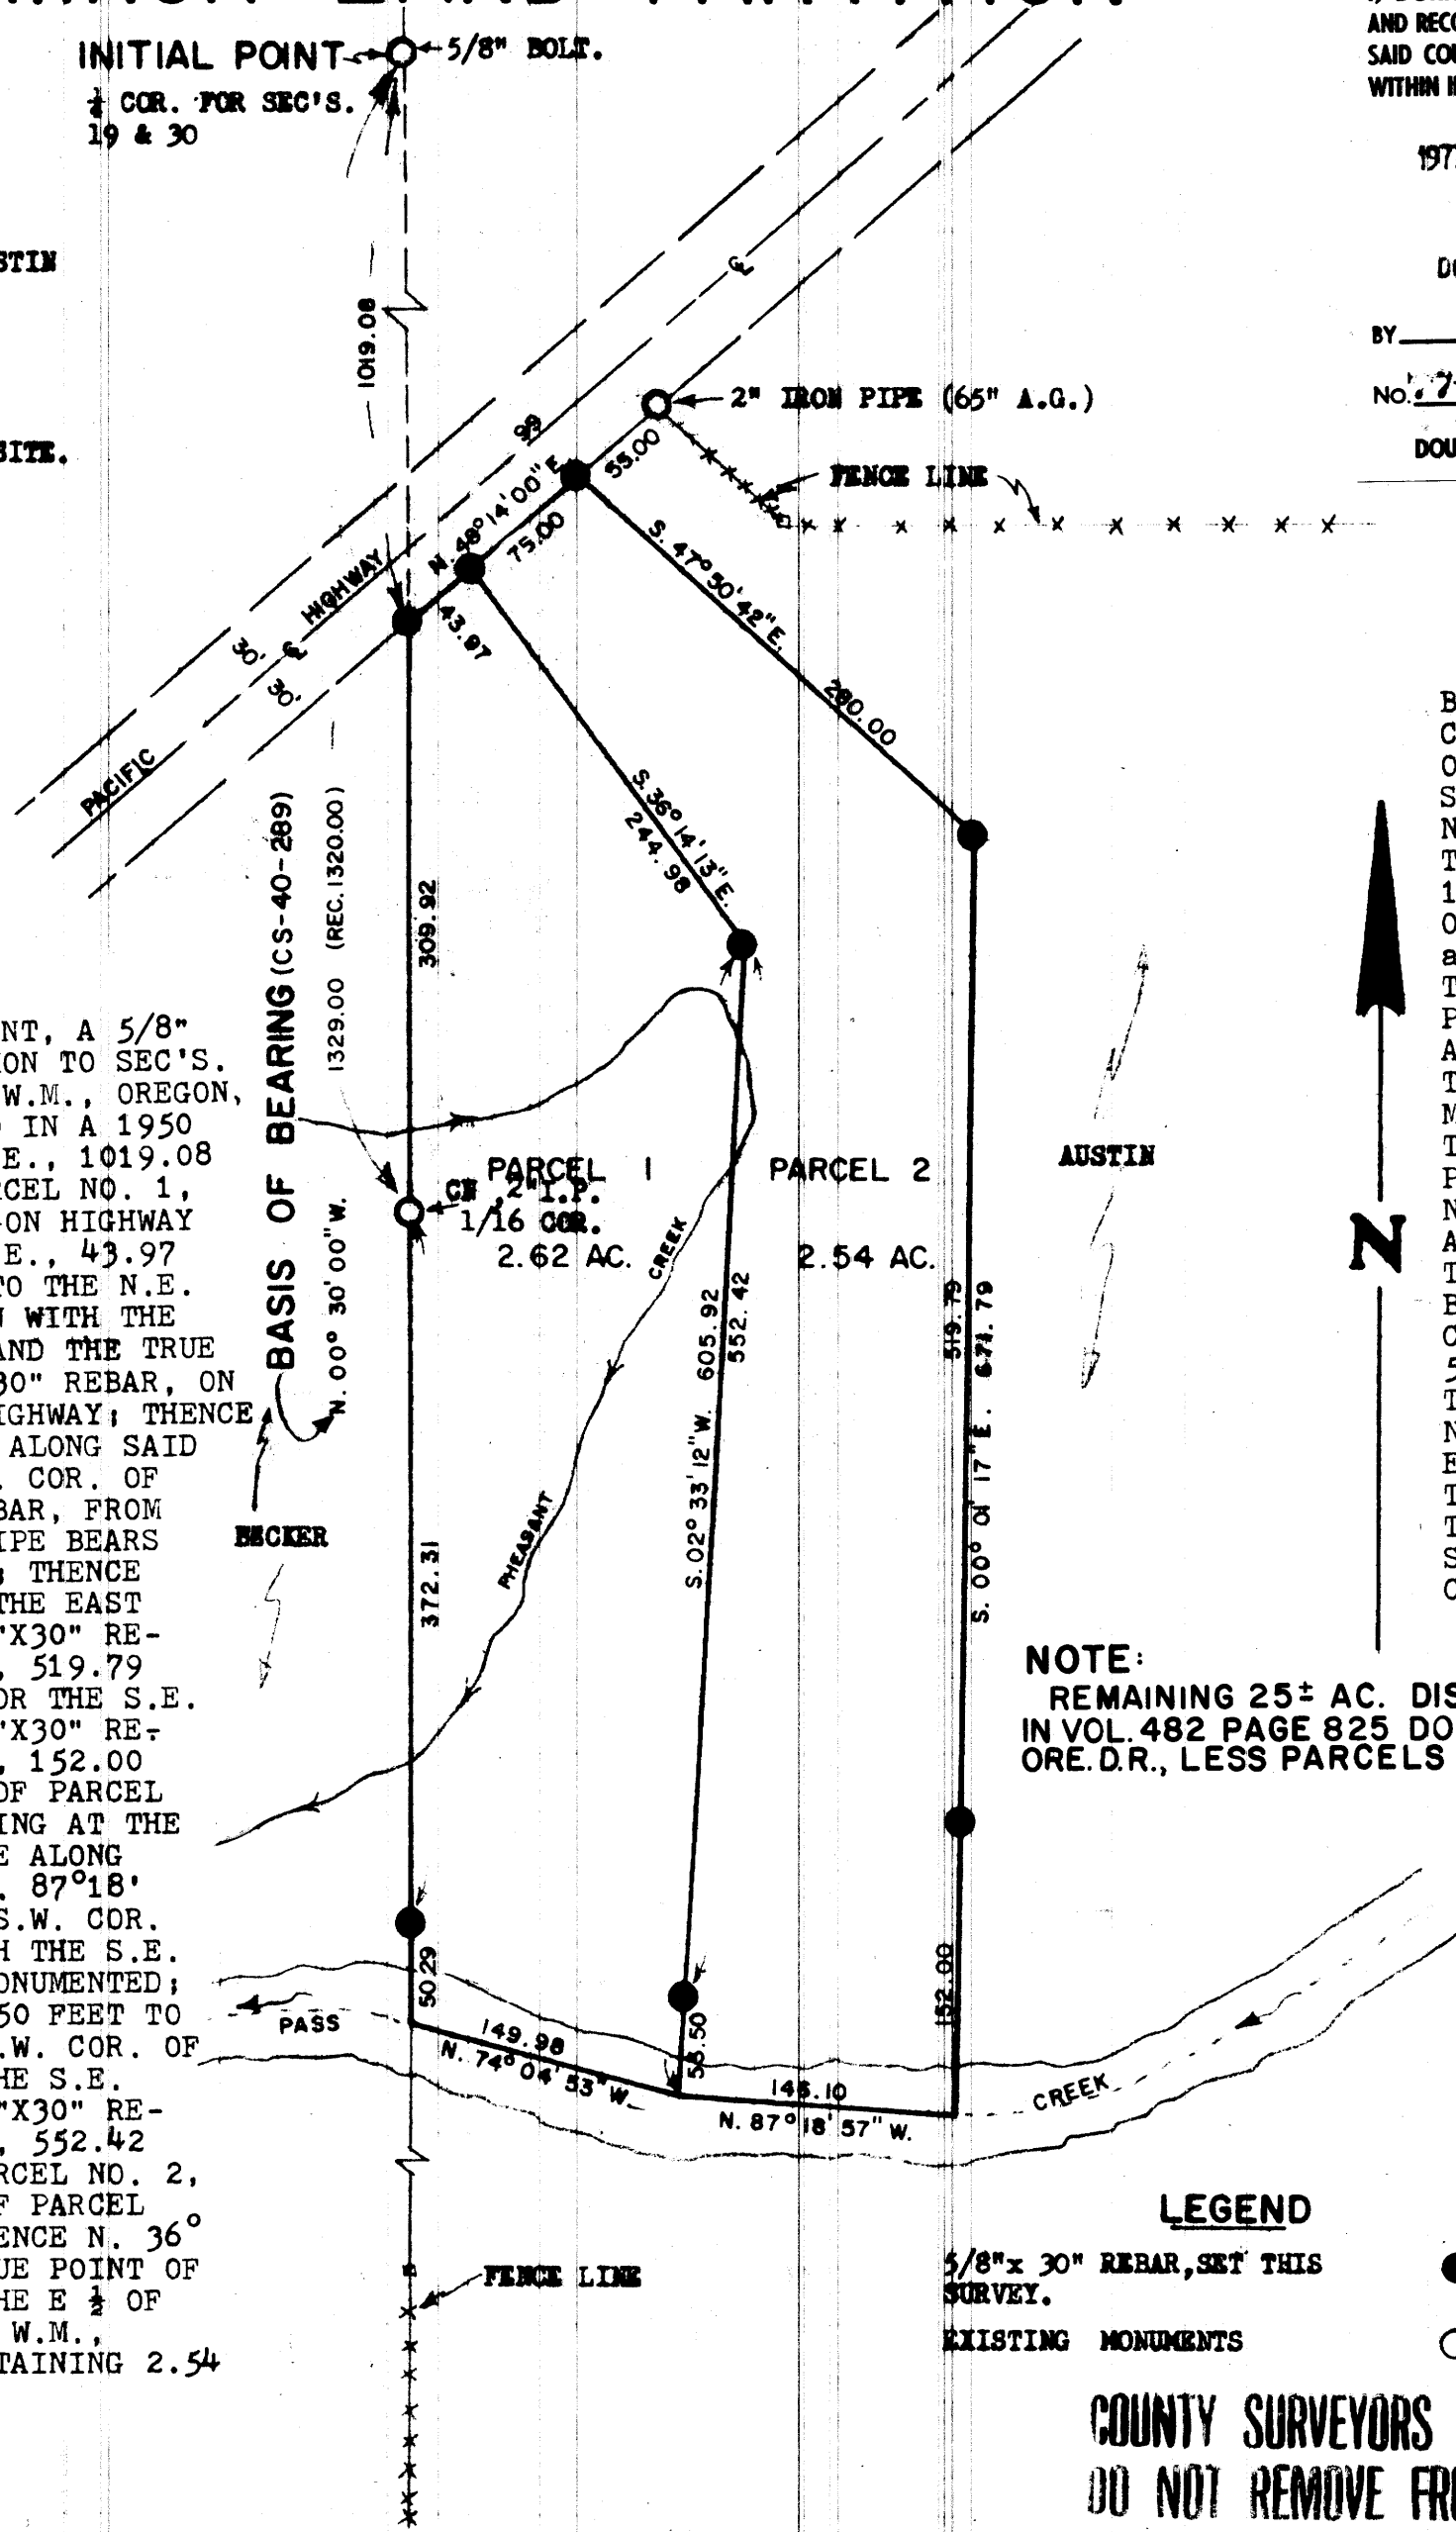 INITIAL POINT
5/8" BOLT.
¼ COR. FOR SEC'S.
19 & 30
AND RECO
SAID COU
WITHIN I
197
STIN
1019.08
BY
NO.
DOU
SITE.
2" IRON PIPE (65" A.G.)
FENCE LINE
99
55.00
N. 48° 14' 00" E.
75.00
43.97
HIGHWAY
PACIFIC
30'
30'
S. 47° 50' 42" E.
280.00
S. 36° 14' 13" E.
244.98
309.92
1329.00 (REC. 1320.00)
BASIS OF BEARING (CS-40-289)
N. 00° 30' 00" W.
NT, A 5/8"
ION TO SEC'S.
W.M., OREGON,
IN A 1950
E., 1019.08
RCEL NO. 1,
ON HIGHWAY
E., 43.97
TO THE N.E.
N WITH THE
AND THE TRUE
30" REBAR, ON
IGHWAY; THENCE
ALONG SAID
. COR. OF
BAR, FROM
IPE BEARS
; THENCE
THE EAST
"X30" RE-
, 519.79
OR THE S.E.
"X30" RE-
, 152.00
OF PARCEL
ING AT THE
E ALONG
. 87°18'
S.W. COR.
H THE S.E.
ONUMENTED;
50 FEET TO
.W. COR. OF
HE S.E.
"X30" RE-
, 552.42
RCEL NO. 2,
F PARCEL
ENCE N. 36°
UE POINT OF
HE E ½ OF
W.M.,
TAINING 2.54
PARCEL 1
2" I.P.
1/16 COR.
2.62 AC.
PARCEL 2
2.54 AC.
AUSTIN
BECKER
PHEASANT
CREEK
372.31
S. 02° 33' 12" W. 605.92
552.42
519.79
S. 00° 01' 17" E. 671.79
N
NOTE:
REMAINING 25± AC. DIS
IN VOL. 482 PAGE 825 DO
ORE. D.R., LESS PARCELS
50.29
PASS
149.98
N. 74° 04' 53" W.
53.50
146.10
N. 87° 18' 57" W.
152.00
CREEK
FENCE LINE
LEGEND
5/8"x 30" REBAR, SET THIS
SURVEY.
EXISTING MONUMENTS
COUNTY SURVEYORS
DO NOT REMOVE FR